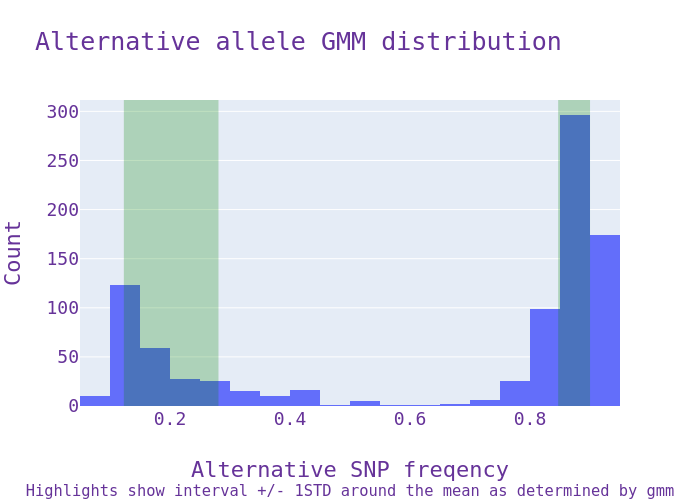 Alternative allele GMM distribution
300
250
200
150
100
50
0
Count
0.2
0.4
0.6
0.8
Alternative SNP freqency
Highlights show interval +/- 1STD around the mean as determined by gmm